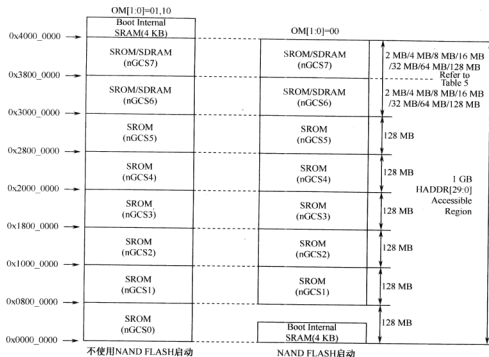 OM[1:0]=01,10
OM[1:0]=00
Boot Internal
SRAM(4 KB)
0x4000_0000
SROM/SDRAM
(nGCS7)
SROM/SDRAM
(nGCS7)
2 MB/4 MB/8 MB/16 MB
/32 MB/64 MB/128 MB
0x3800_0000
Refer to
Table 5
SROM/SDRAM
(nGCS6)
SROM/SDRAM
(nGCS6)
2 MB/4 MB/8 MB/16 MB
/32 MB/64 MB/128 MB
0x3000_0000
SROM
(nGCS5)
SROM
(nGCS5)
128 MB
0x2800_0000
SROM
(nGCS4)
SROM
(nGCS4)
128 MB
1 GB
HADDR[29:0]
Accessible
Region
0x2000_0000
SROM
(nGCS3)
SROM
(nGCS3)
128 MB
0x1800_0000
SROM
(nGCS2)
SROM
(nGCS2)
128 MB
0x1000_0000
SROM
(nGCS1)
SROM
(nGCS1)
128 MB
0x0800_0000
SROM
(nGCS0)
128 MB
Boot Internal
SRAM(4 KB)
0x0000_0000
不使用NAND FLASH启动
NAND FLASH启动